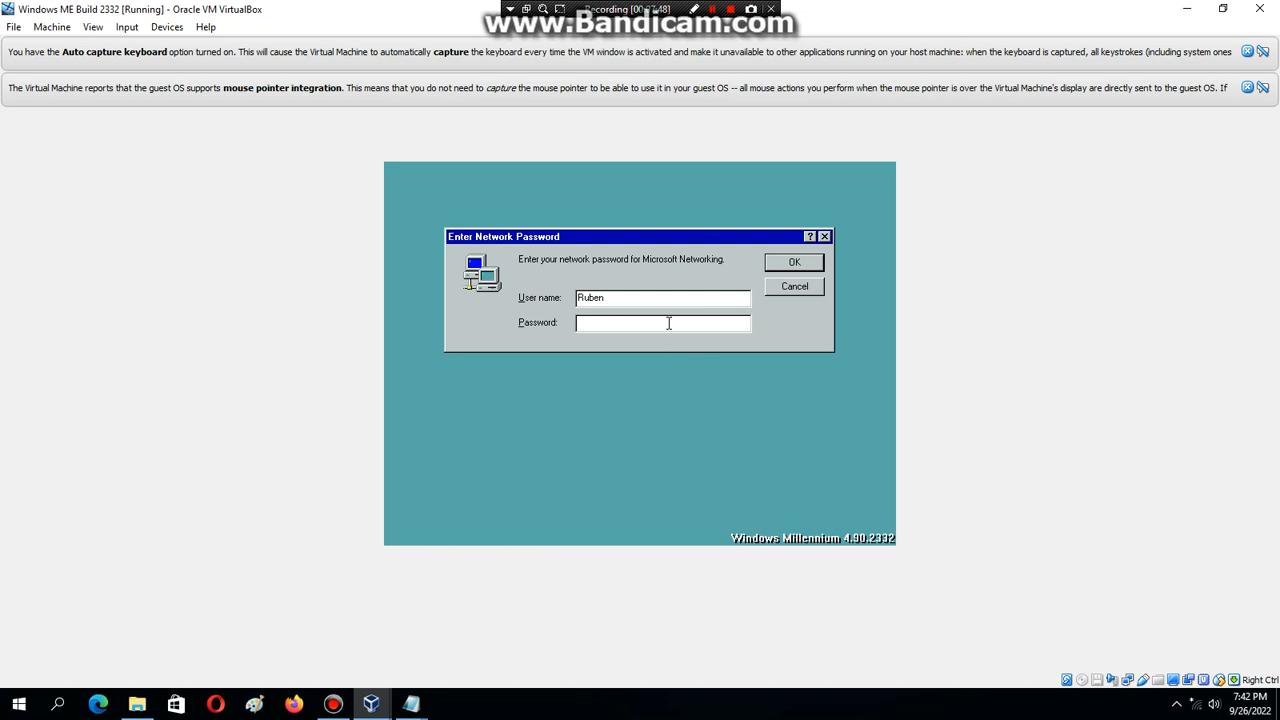 Windows ME Build 2332 [Running] - Oracle VM VirtualBox
www.Bandicam.com
File Machine View Input Devices Help
You have the Auto capture keyboard option turned on. This will cause the Virtual Machine to automatically capture the keyboard every time the VM window is activated and make it unavailable to other applications running on your host machine: when the keyboard is captured, all keystrokes (including system ones
The Virtual Machine reports that the guest OS supports mouse pointer integration. This means that you do not need to capture the mouse pointer to be able to use it in your guest OS -- all mouse actions you perform when the mouse pointer is over the Virtual Machine's display are directly sent to the guest OS. If
Enter Network Password
Enter your network password for Microsoft Networking.
OK
Cancel
User name: Ruben
Password:
Windows Millennium 4.90.2332
Right Ctrl
7:42 PM
9/26/2022